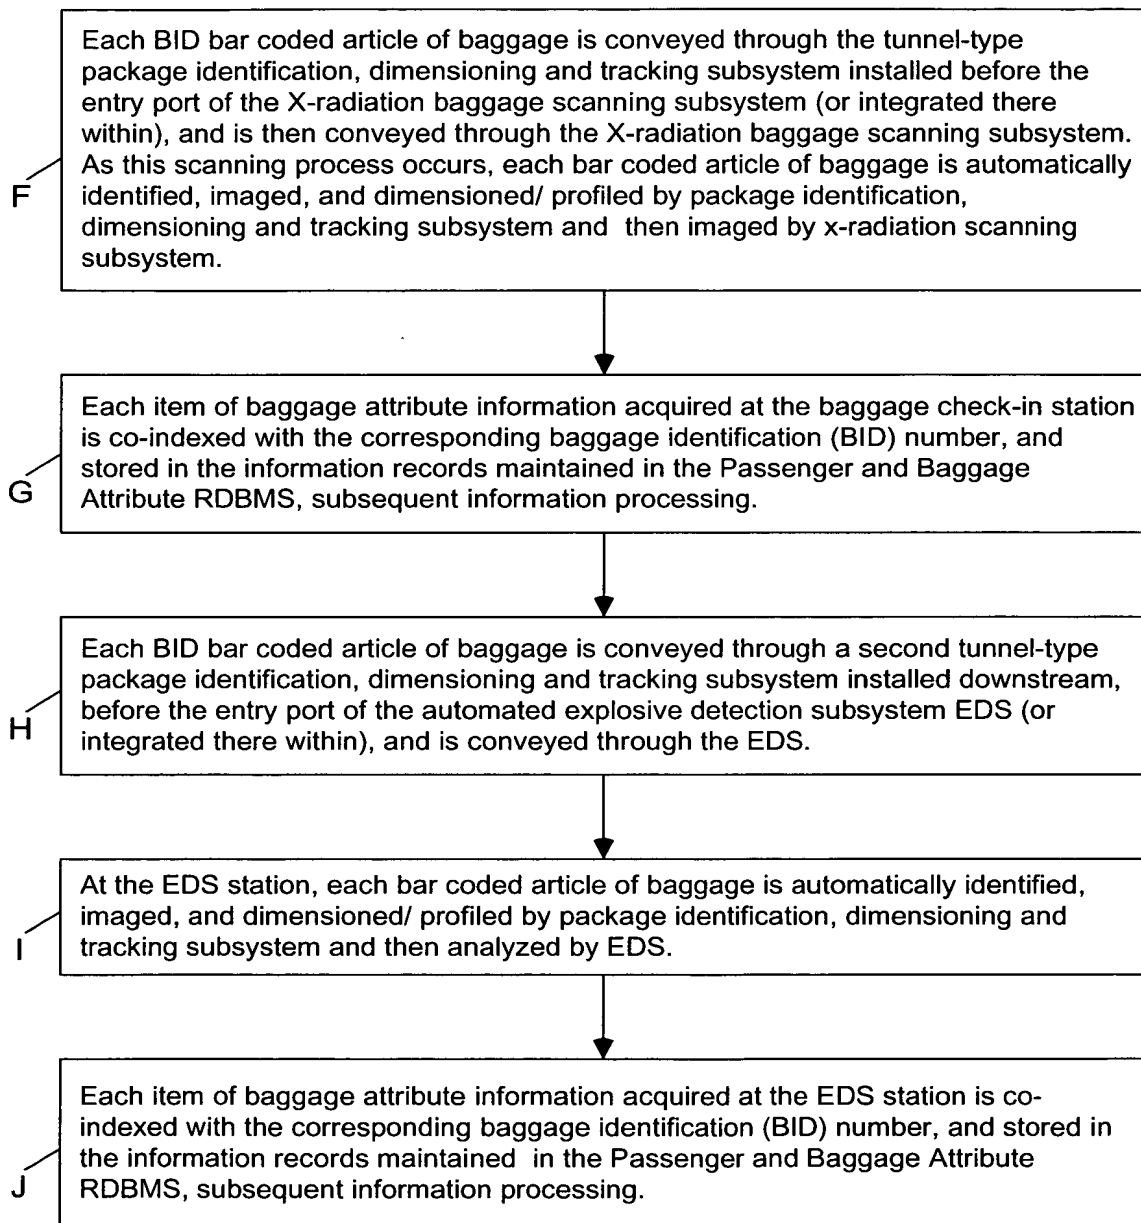 Each BID bar coded article of baggage is conveyed through the tunnel-type
package identification, dimensioning and tracking subsystem installed before the
entry port of the X-radiation baggage scanning subsystem (or integrated there
within), and is then conveyed through the X-radiation baggage scanning subsystem.
As this scanning process occurs, each bar coded article of baggage is automatically
identified, imaged, and dimensioned/ profiled by package identification,
dimensioning and tracking subsystem and then imaged by x-radiation scanning
subsystem.
F
Each item of baggage attribute information acquired at the baggage check-in station
is co-indexed with the corresponding baggage identification (BID) number, and
stored in the information records maintained in the Passenger and Baggage
Attribute RDBMS, subsequent information processing.
G
Each BID bar coded article of baggage is conveyed through a second tunnel-type
package identification, dimensioning and tracking subsystem installed downstream,
before the entry port of the automated explosive detection subsystem EDS (or
integrated there within), and is conveyed through the EDS.
H
At the EDS station, each bar coded article of baggage is automatically identified,
imaged, and dimensioned/ profiled by package identification, dimensioning and
tracking subsystem and then analyzed by EDS.
I
Each item of baggage attribute information acquired at the EDS station is co-
indexed with the corresponding baggage identification (BID) number, and stored in
the information records maintained in the Passenger and Baggage Attribute
RDBMS, subsequent information processing.
J